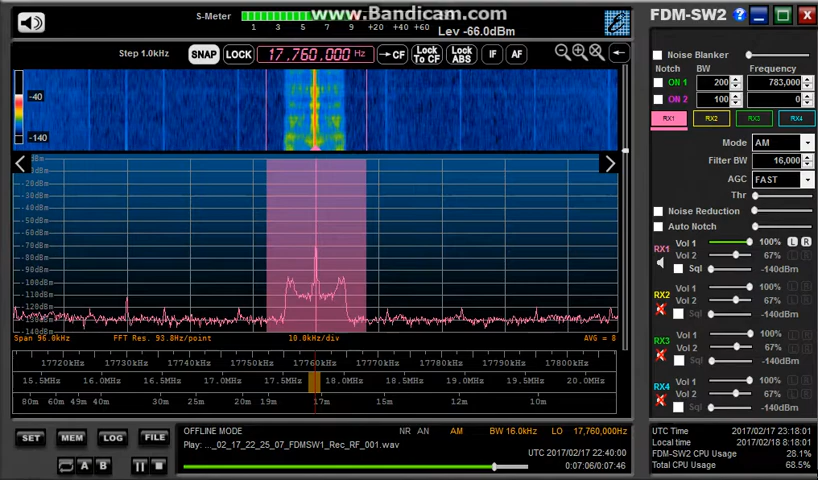 www.Bandicam.com
S-Meter
1 3 5 7 9 +20 +40 +60
Lev -66.0dBm
FDM-SW2 ?
Step 1.0kHz SNAP LOCK 17,760,000 Hz →CF Lock To CF Lock ABS IF AF
-40
-140
-20dBm
-30dBm
-40dBm
-50dBm
-60dBm
-70dBm
-80dBm
-90dBm
-100dBm
-110dBm
-120dBm
-130dBm
-140dBm
Span 96.0kHz FFT Res. 93.8Hz/point 10.0kHz/div AVG = 8
17720kHz 17730kHz 17740kHz 17750kHz 17760kHz 17770kHz 17780kHz 17790kHz 17800kHz
15.5MHz 16.0MHz 16.5MHz 17.0MHz 17.5MHz 18.0MHz 18.5MHz 19.0MHz 19.5MHz 20.0MHz
80m 60m 49m 40m 30m 25m 20m 19m 17m 15m 12m 10m
SET MEM LOG FILE
A B
OFFLINE MODE NR AN AM BW 16.0kHz LO 17,760,000Hz
Play: ..._02_17_22_25_07_FDMSW1_Rec_RF_001.wav
UTC 2017/02/17 22:40:00
0:07:06/0:07:46
Noise Blanker
Notch BW Frequency
ON 1 200 783,000
ON 2 100 0
RX1 RX2 RX3 RX4
Mode AM
Filter BW 16,000
AGC FAST
Thr
Noise Reduction
Auto Notch
RX1 Vol 1 100% L R
Vol 2 67% L R
Sql -140dBm
RX2 Vol 1 100% L R
Vol 2 67% L R
Sql -140dBm
RX3 Vol 1 100% L R
Vol 2 67% L R
Sql -140dBm
RX4 Vol 1 100% L R
Vol 2 67% L R
Sql -140dBm
UTC Time 2017/02/17 23:18:01
Local time 2017/02/18 8:18:01
FDM-SW2 CPU Usage 28.1%
Total CPU Usage 68.5%